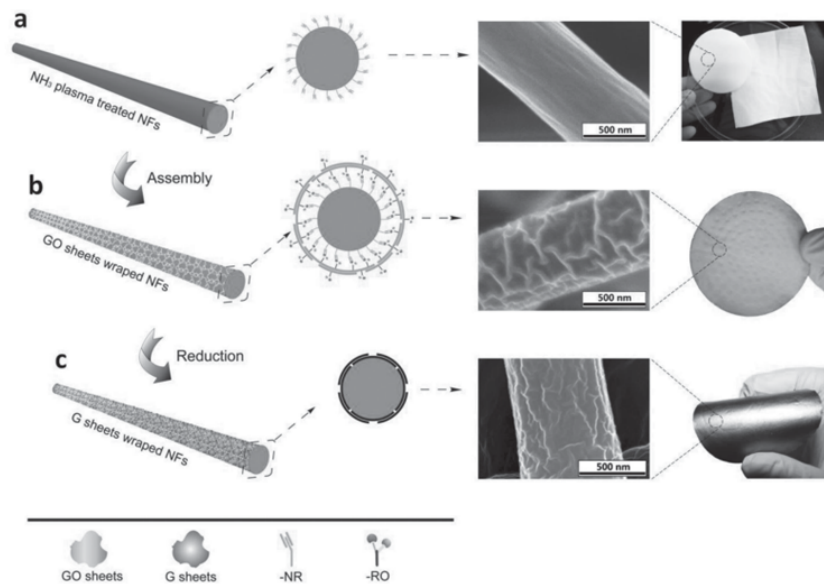 a
NH₃ plasma treated NFs
500 nm
Assembly
b
GO sheets wraped NFs
500 nm
Reduction
c
G sheets wraped NFs
500 nm
GO sheets
G sheets
-NR
-RO